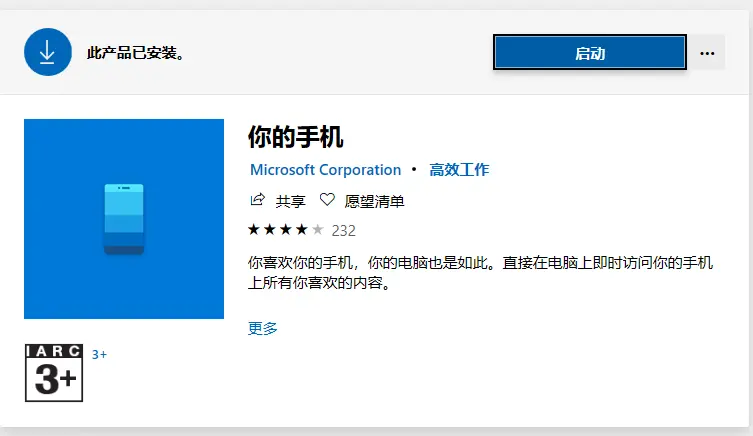 此产品已安装。
启动
你的手机
Microsoft Corporation • 高效工作
共享 愿望清单
232
你喜欢你的手机，你的电脑也是如此。直接在电脑上即时访问你的手机
上所有你喜欢的内容。
更多
IARC
3+
3+